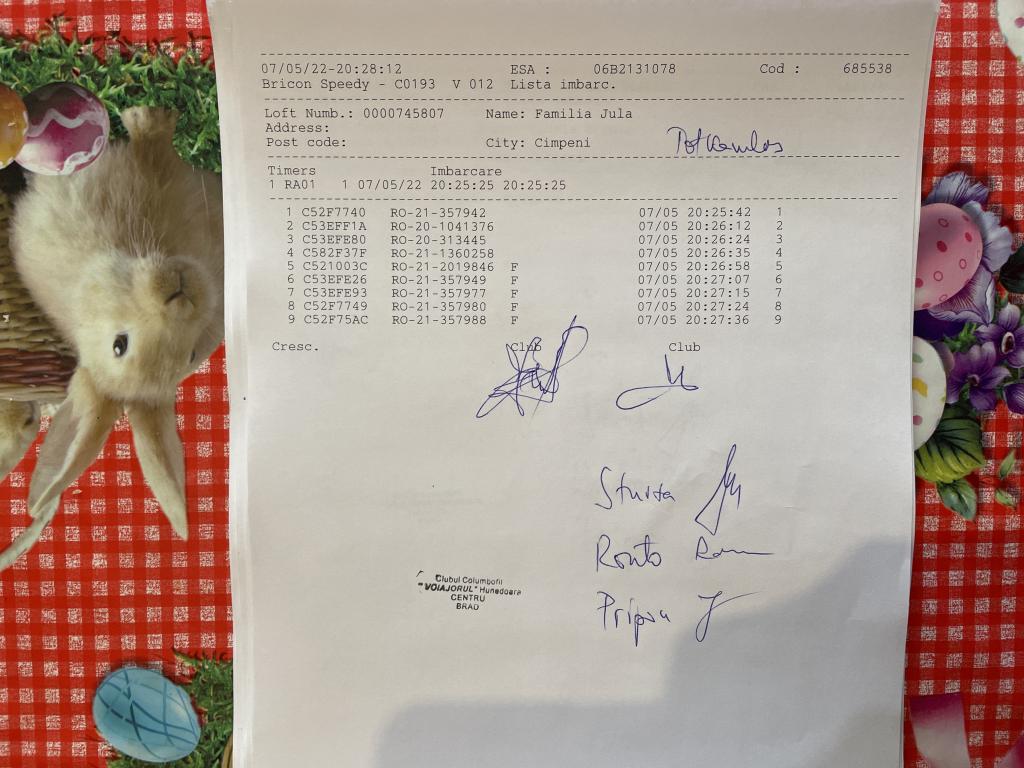 07/05/22-20:28:12 ESA : 06B2131078 Cod : 685538
Bricon Speedy - C0193 V 012 Lista imbarc.
Loft Numb.: 0000745807 Name: Familia Jula
Address:
Post code: City: Cimpeni
Timers Imbarcare
1 RA01 1 07/05/22 20:25:25 20:25:25
1 C52F7740 RO-21-357942 07/05 20:25:42 1
2 C53EFF1A RO-20-1041376 07/05 20:26:12 2
3 C53EFE80 RO-20-313445 07/05 20:26:24 3
4 C582F37F RO-21-1360258 07/05 20:26:35 4
5 C521003C RO-21-2019846 F 07/05 20:26:58 5
6 C53EFE26 RO-21-357949 F 07/05 20:27:07 6
7 C53EFE93 RO-21-357977 F 07/05 20:27:15 7
8 C52F7749 RO-21-357980 F 07/05 20:27:24 8
9 C52F75AC RO-21-357988 F 07/05 20:27:36 9
Cresc. Club Club
Clubul Columbofil
"VOIAJORUL" Hunedoara
CENTRU
BRAD